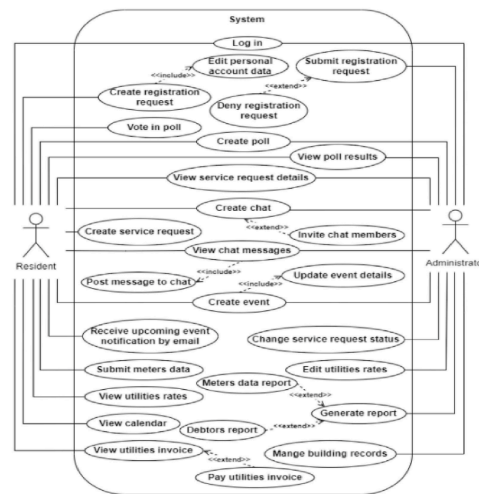 System
Log in
Edit personal
account data
Submit registration
request
<<include>>
Create registration
request
<<extend>>
Deny registration
request
Vote in poll
Create poll
View poll results
View service request details
Create chat
<<extend>>
Create service request
Invite chat members
View chat messages
Resident
Administrato
<<include>>
Post message to chat
<<include>>
Update event details
Create event
Receive upcoming event
notification by email
Change service request status
Submit meters data
Edit utilities rates
Meters data report
View utilities rates
<<extend>>
Generate report
View calendar
Debtors report
<<extend>>
View utilities invoice
<<extend>>
Mange building records
Pay utilities invoice